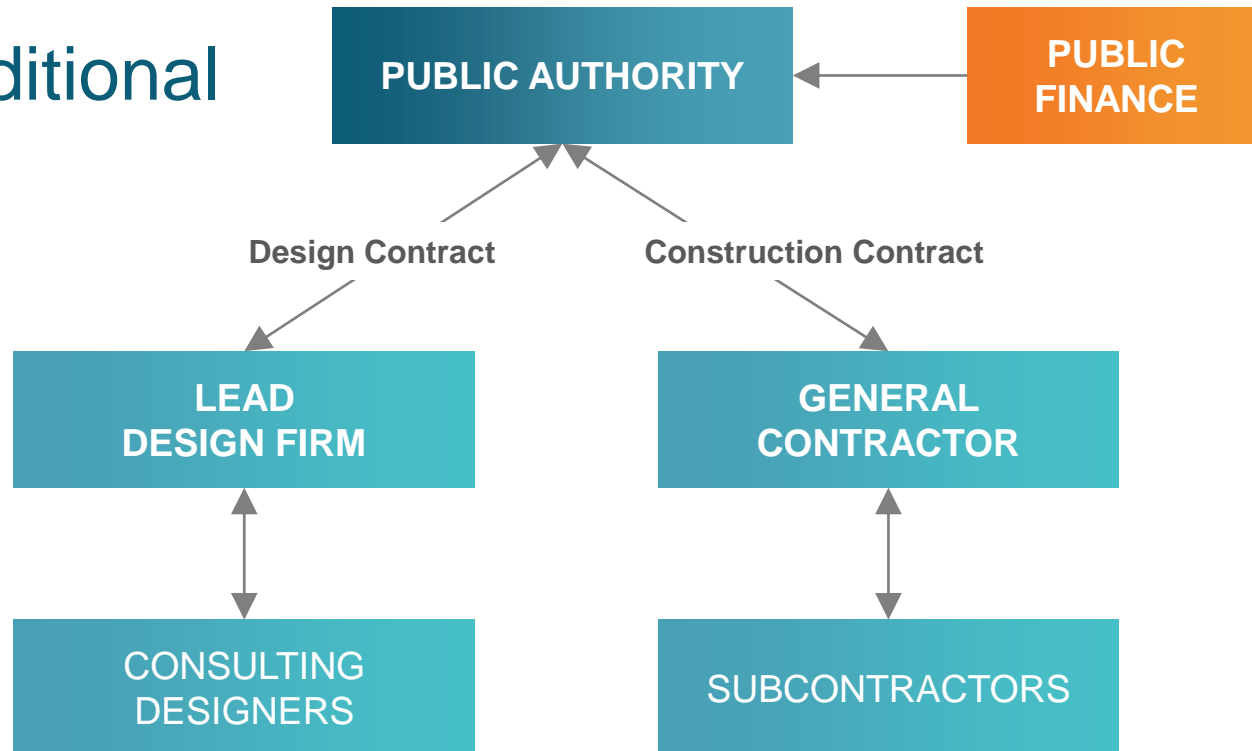 ditional
PUBLIC AUTHORITY
PUBLIC
FINANCE
Design Contract
Construction Contract
LEAD
DESIGN FIRM
GENERAL
CONTRACTOR
CONSULTING
DESIGNERS
SUBCONTRACTORS